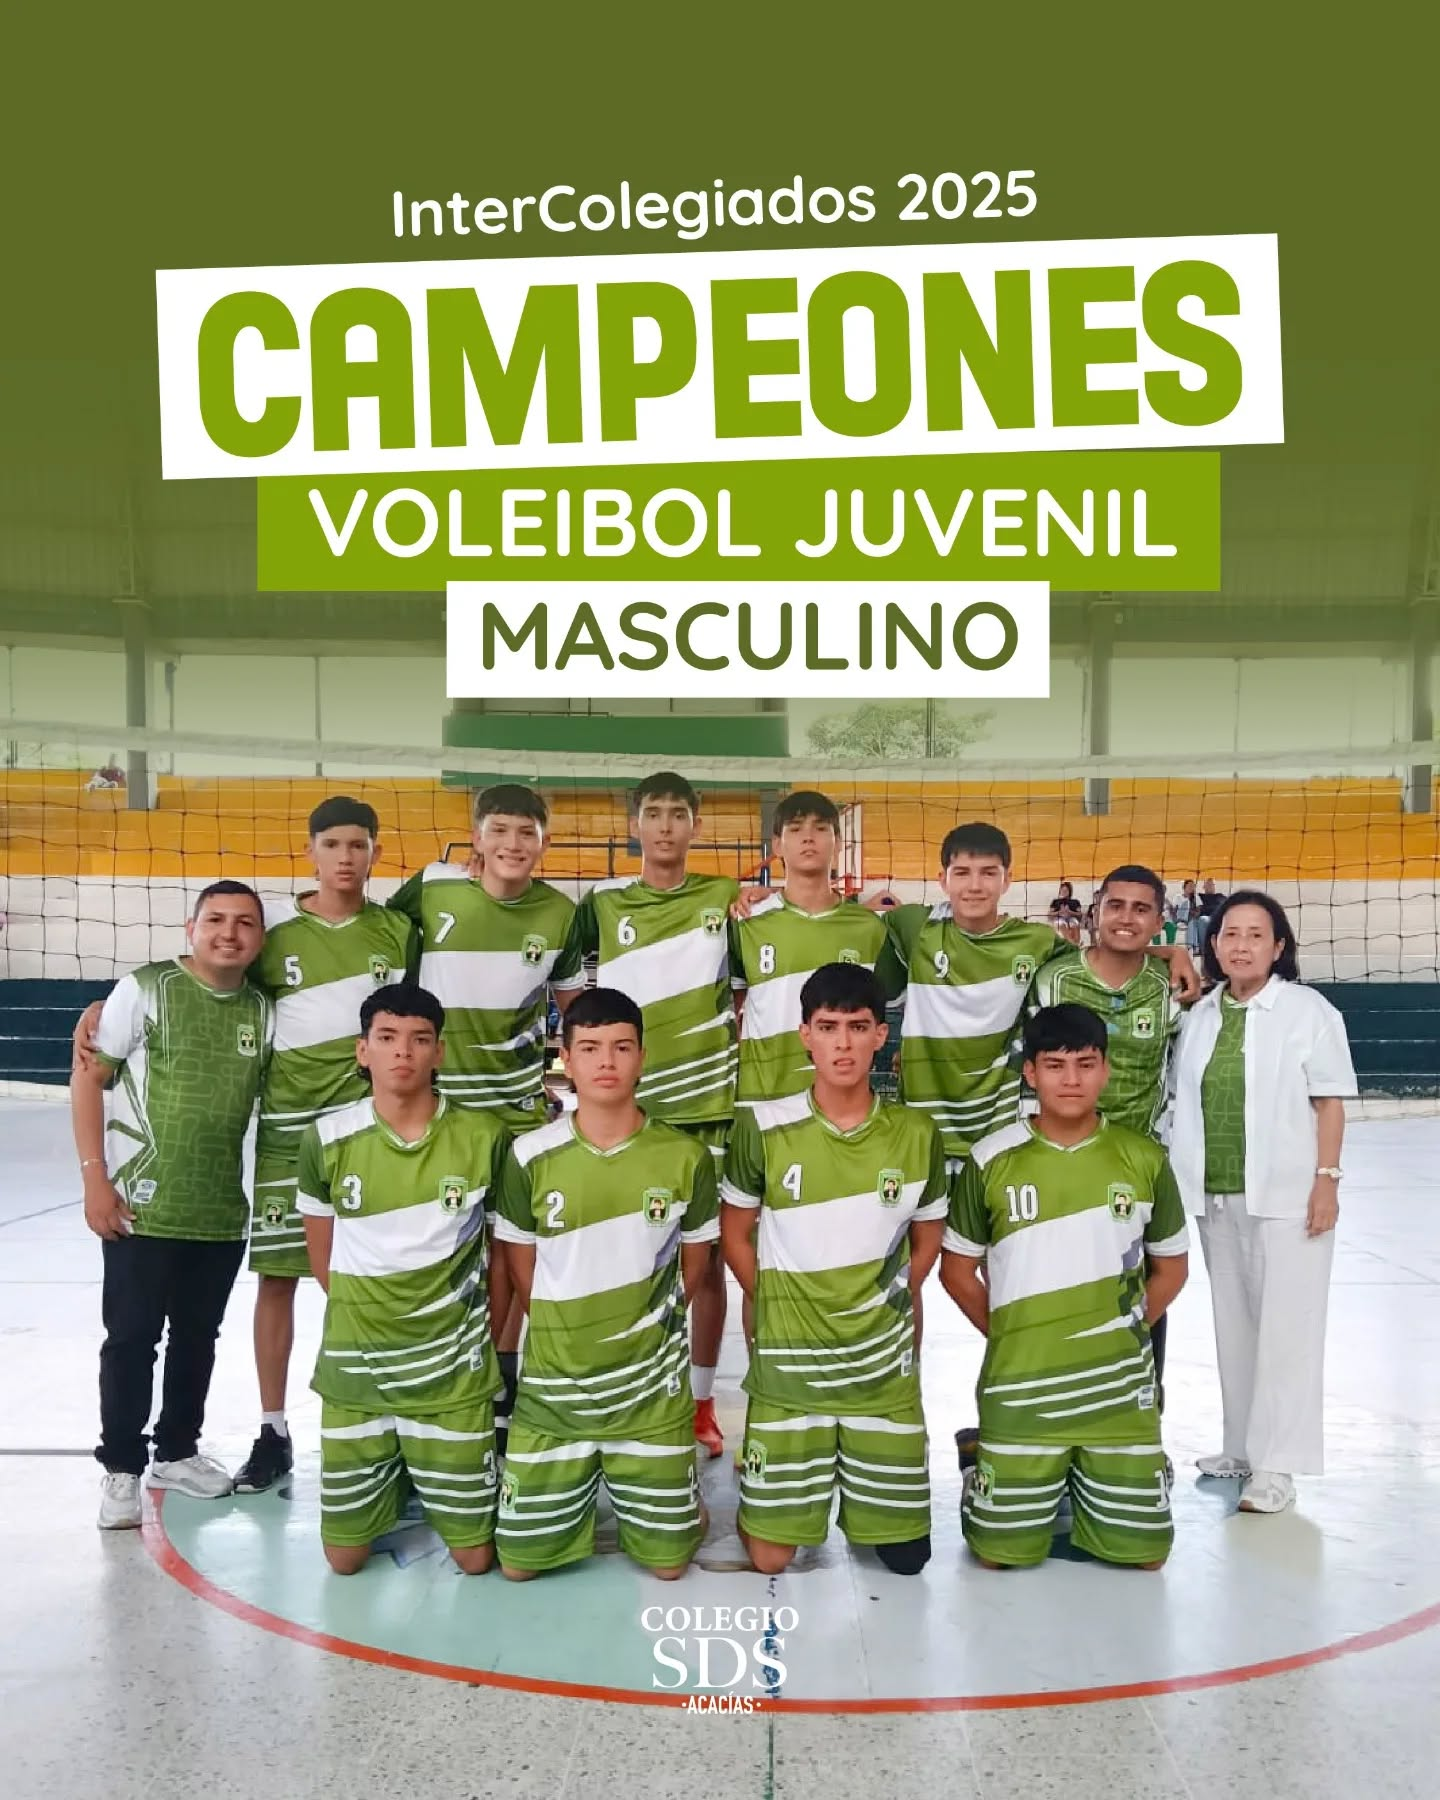 InterColegiados 2025
CAMPEONES
VOLEIBOL JUVENIL
MASCULINO
5
7
6
8
9
3
2
4
10
COLEGIO
SDS
·ACACÍAS·